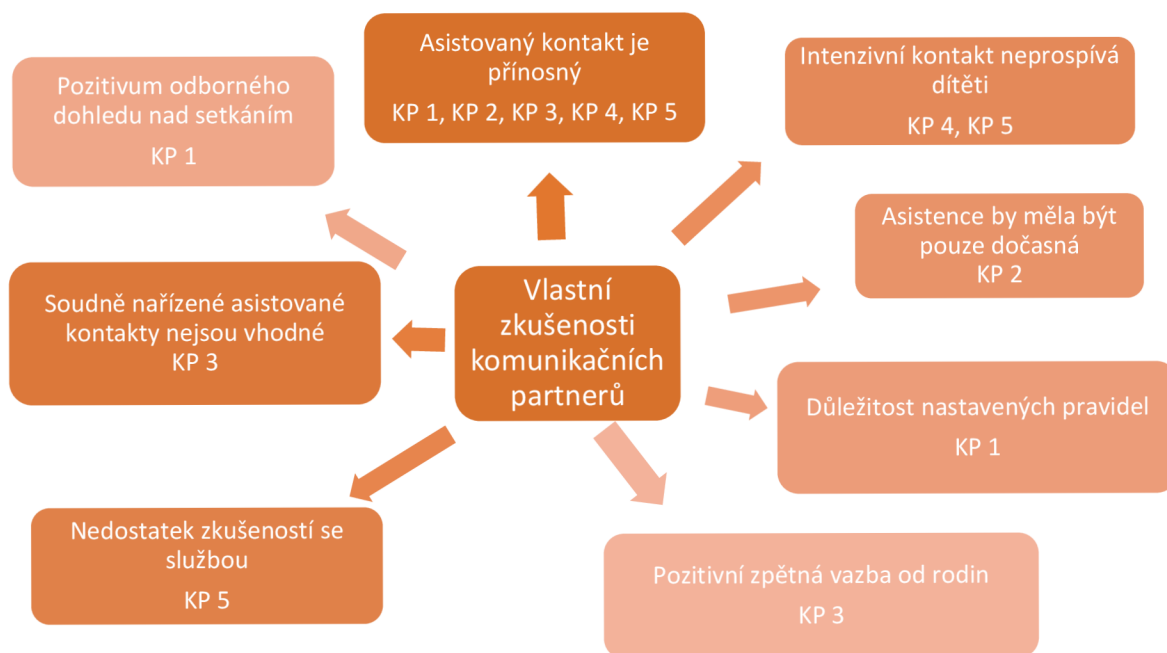 Asistovaný kontakt je
přínosný
KP 1, KP 2, KP 3, KP 4, KP 5
Intenzivní kontakt neprospívá
dítěti
KP 4, KP 5
Pozitivum odborného
dohledu nad setkáním
KP 1
Asistence by měla být
pouze dočasná
KP 2
Soudně nařízené asistované
kontakty nejsou vhodné
KP 3
Vlastní
zkušenosti
komunikačních
partnerů
Důležitost nastavených pravidel
KP 1
Nedostatek zkušeností se
službou
KP 5
Pozitivní zpětná vazba od rodin
KP 3